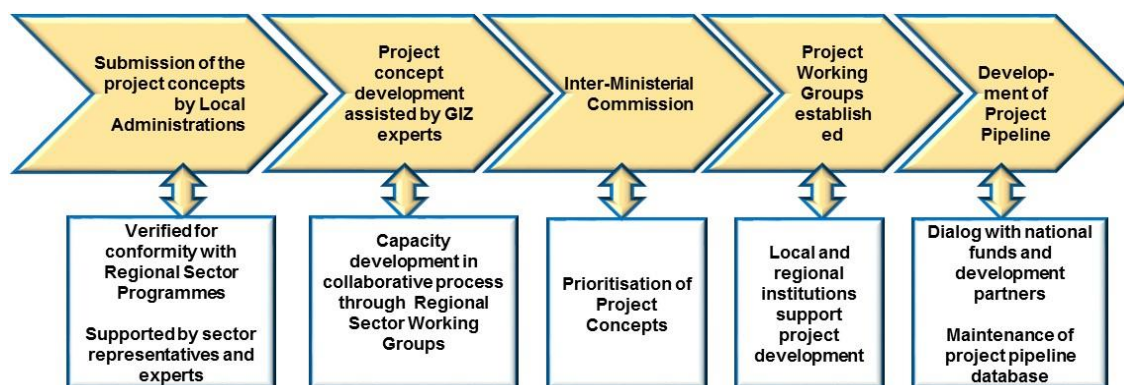 Submission of the
project concepts
by Local
Administrations
Project
concept
development
assisted by GIZ
experts
Inter-Ministerial
Commission
Project
Working
Groups
establish
ed
Develop-
ment of
Project
Pipeline
Verified for
conformity with
Regional Sector
Programmes
Supported by sector
representatives and
experts
Capacity
development in
collaborative process
through Regional
Sector Working
Groups
Prioritisation of
Project
Concepts
Local and
regional
institutions
support
project
development
Dialog with national
funds and
development
partners
Maintenance of
project pipeline
database